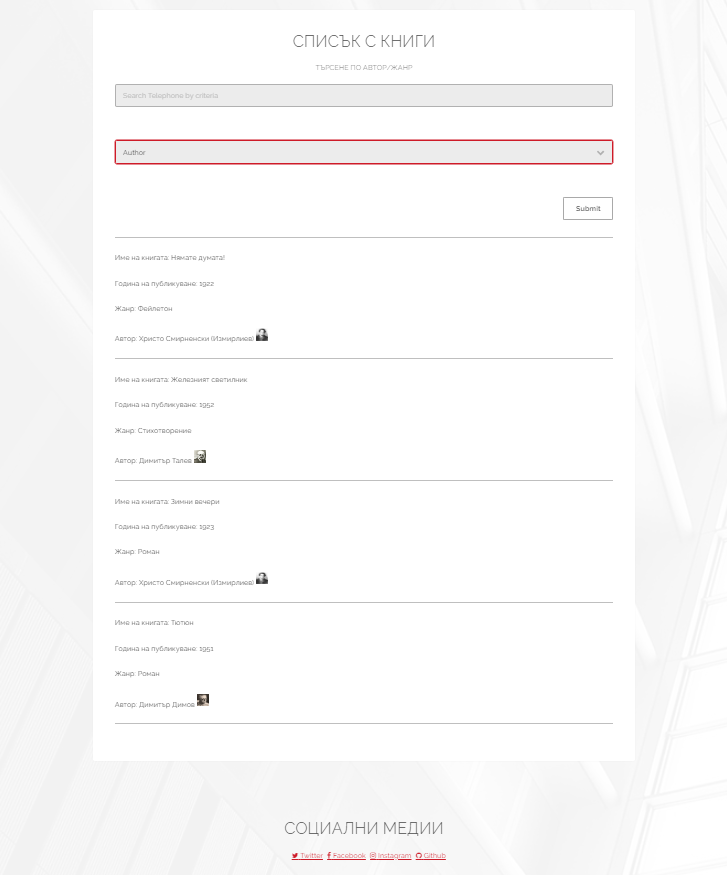 СПИСЪК С КНИГИ
ТЪРСЕНЕ ПО АВТОР/ЖАНР
Search Telephone by criteria
Author
Submit
Име на книгата: Нямате думата!
Година на публикуване: 1922
Жанр: Фейлетон
Автор: Христо Смирненски (Измирлиев)
Име на книгата: Железният светилник
Година на публикуване: 1952
Жанр: Стихотворение
Автор: Димитър Талев
Име на книгата: Зимни вечери
Година на публикуване: 1923
Жанр: Роман
Автор: Христо Смирненски (Измирлиев)
Име на книгата: Тютюн
Година на публикуване: 1951
Жанр: Роман
Автор: Димитър Димов
СОЦИАЛНИ МЕДИИ
Twitter Facebook Instagram Github